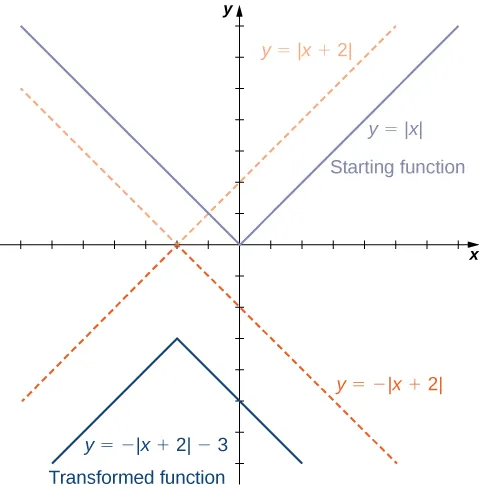 y
y = |x + 2|
y = |x|
Starting function
x
y = −|x + 2|
y = −|x + 2| − 3
Transformed function